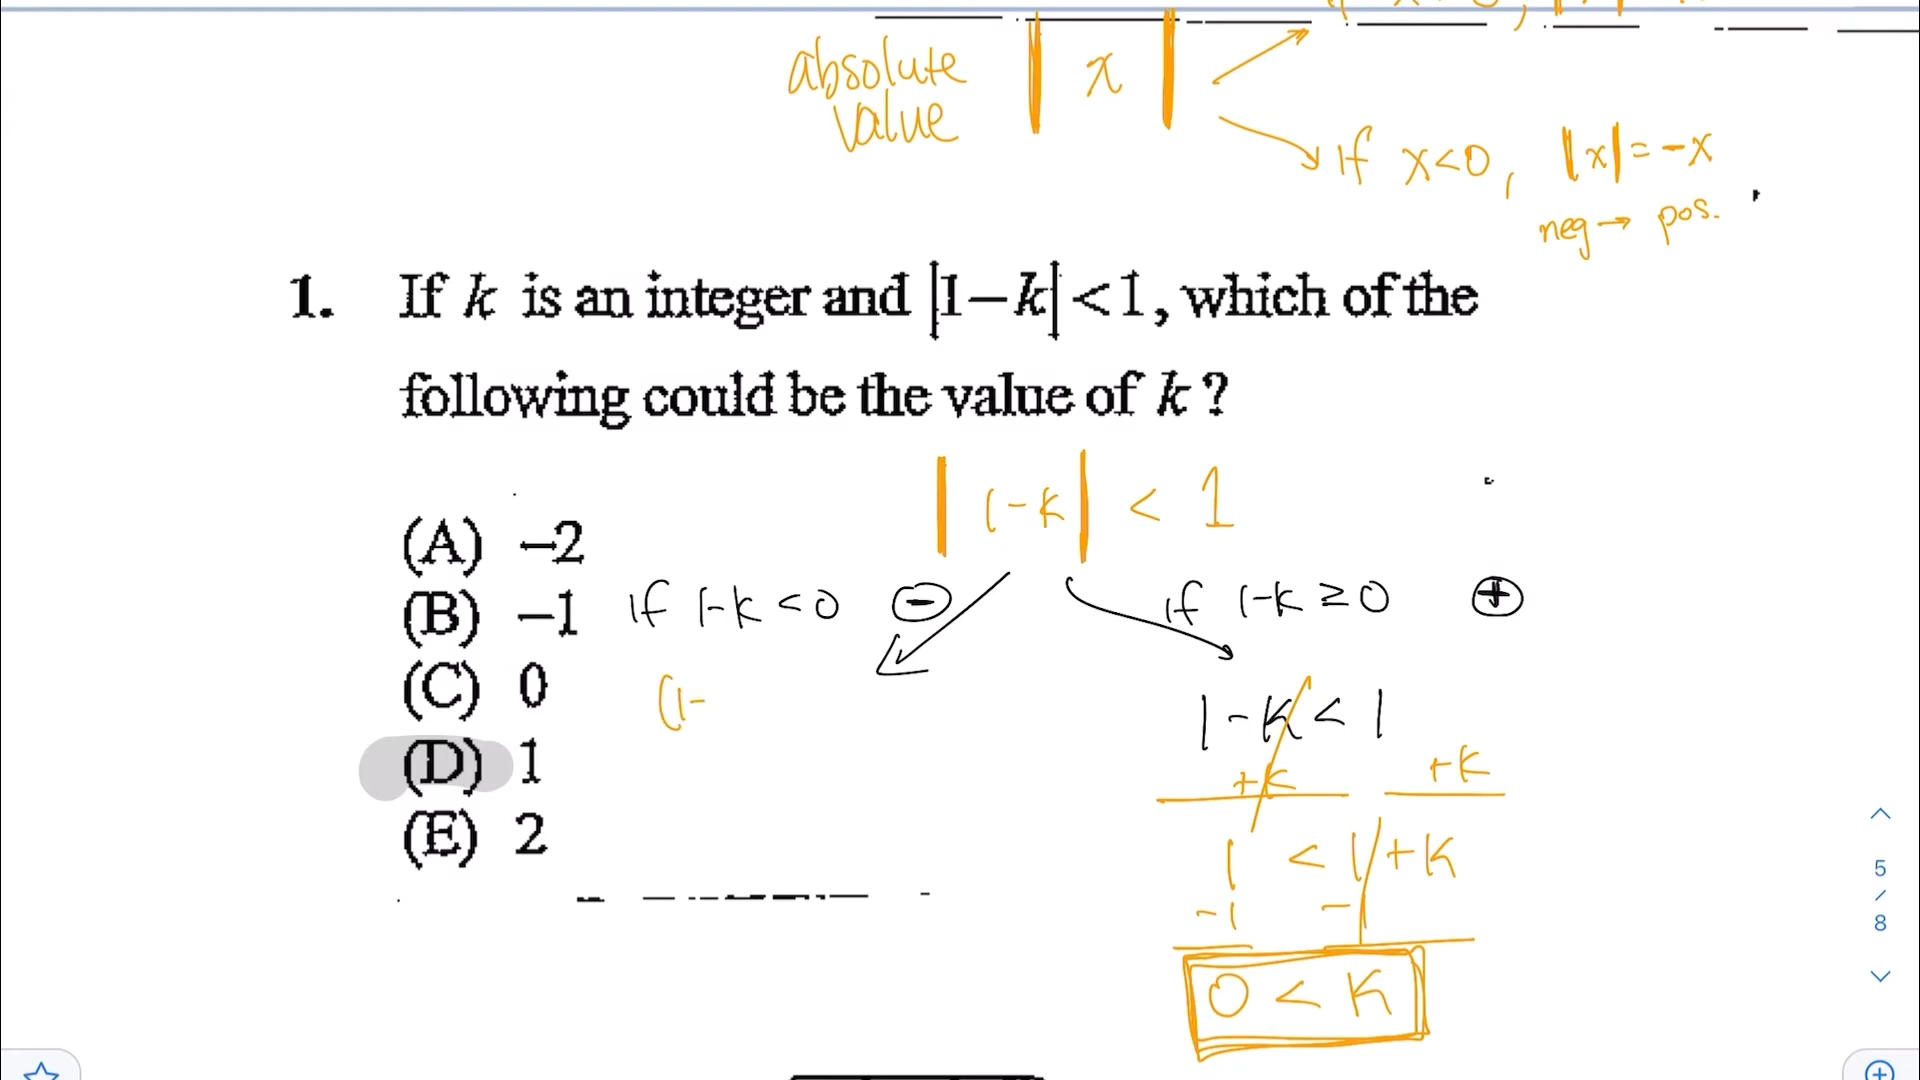 absolute
value
| x |
if x<0, |x| = -x
neg → pos.
1. If k is an integer and |1−k|<1, which of the
following could be the value of k?
|1-k| < 1
(A) −2
(B) −1
(C) 0
(D) 1
(E) 2
if 1-k <0 ⊖
(1-
if 1-k ≥0 ⊕
1-k < 1
+k +k
1 < 1+k
-1 -1
0 < k
5
/
8